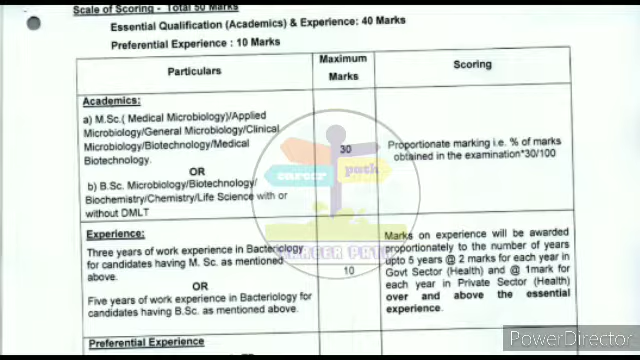 Scale of Scoring - Total 50 Marks
Essential Qualification (Academics) & Experience: 40 Marks
Preferential Experience : 10 Marks
Particulars
Maximum
Marks
Scoring
Academics:
a) M.Sc.( Medical Microbiology)/Applied
Microbiology/General Microbiology/Clinical
Microbiology/Biotechnology/Medical
Biotechnology.
OR
b) B.Sc. Microbiology/Biotechnology/
Biochemistry/Chemistry/Life Science with or
without DMLT
30
Proportionate marking i.e. % of marks
obtained in the examination*30/100
Experience:
Three years of work experience in Bacteriology
for candidates having M. Sc. as mentioned
above.
OR
Five years of work experience in Bacteriology for
candidates having B.Sc. as mentioned above.
10
Marks on experience will be awarded
proportionately to the number of years
upto 5 years @ 2 marks for each year in
Govt Sector (Health) and @ 1mark for
each year in Private Sector (Health)
over and above the essential
experience.
Preferential Experience
career
path
CAREER PATH
PowerDirector